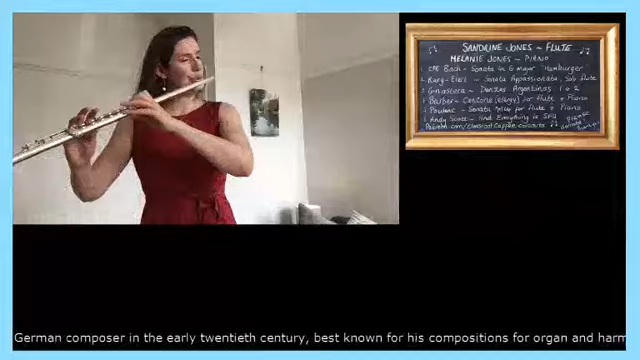 SANDRINE JONES ~ FLUTE
MELANIE JONES ~ PIANO
CPE Bach - Sonata in G major "Hamburger"
Karg-Elert - Sonata Appassionata, Solo flute
Ginastera - Danzas Argentinas 1 & 2
Barber - Canzone (elegy) for flute & Piano
Poulenc - Sonata for flute & Piano
Andy Scott - And Everything is Still
German composer in the early twentieth century, best known for his compositions for organ and harm